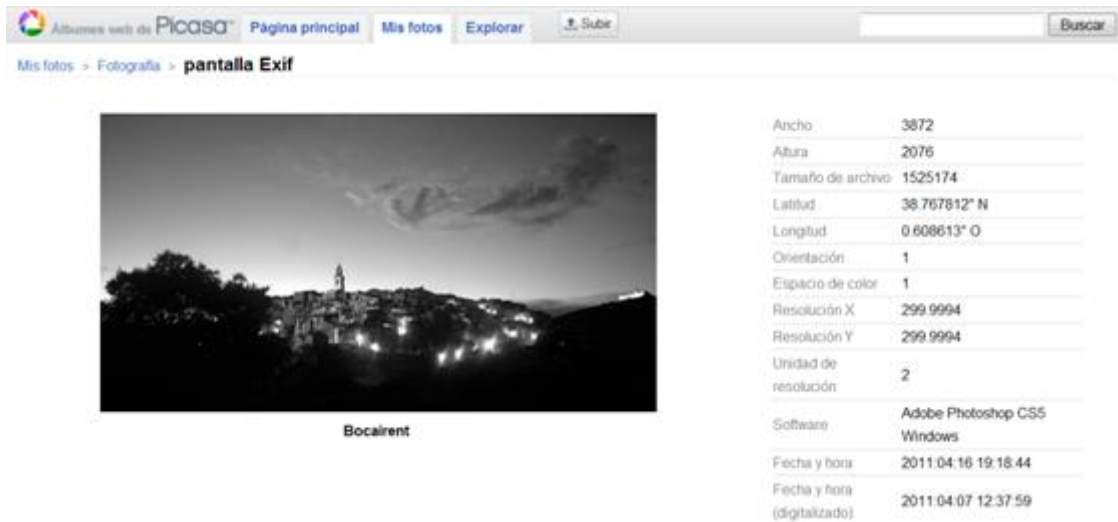 Álbumes web de Picasa™ Página principal Mis fotos Explorar Subir Buscar
Mis fotos > Fotografía > pantalla Exif
Ancho 3872
Altura 2076
Tamaño de archivo 1525174
Latitud 38.767812° N
Longitud 0.608613° O
Orientación 1
Espacio de color 1
Resolución X 299.9994
Resolución Y 299.9994
Unidad de
resolución 2
Software Adobe Photoshop CS5
Windows
Fecha y hora 2011:04:16 19:18:44
Fecha y hora
(digitalizado) 2011:04:07 12:37:59
Bocairent